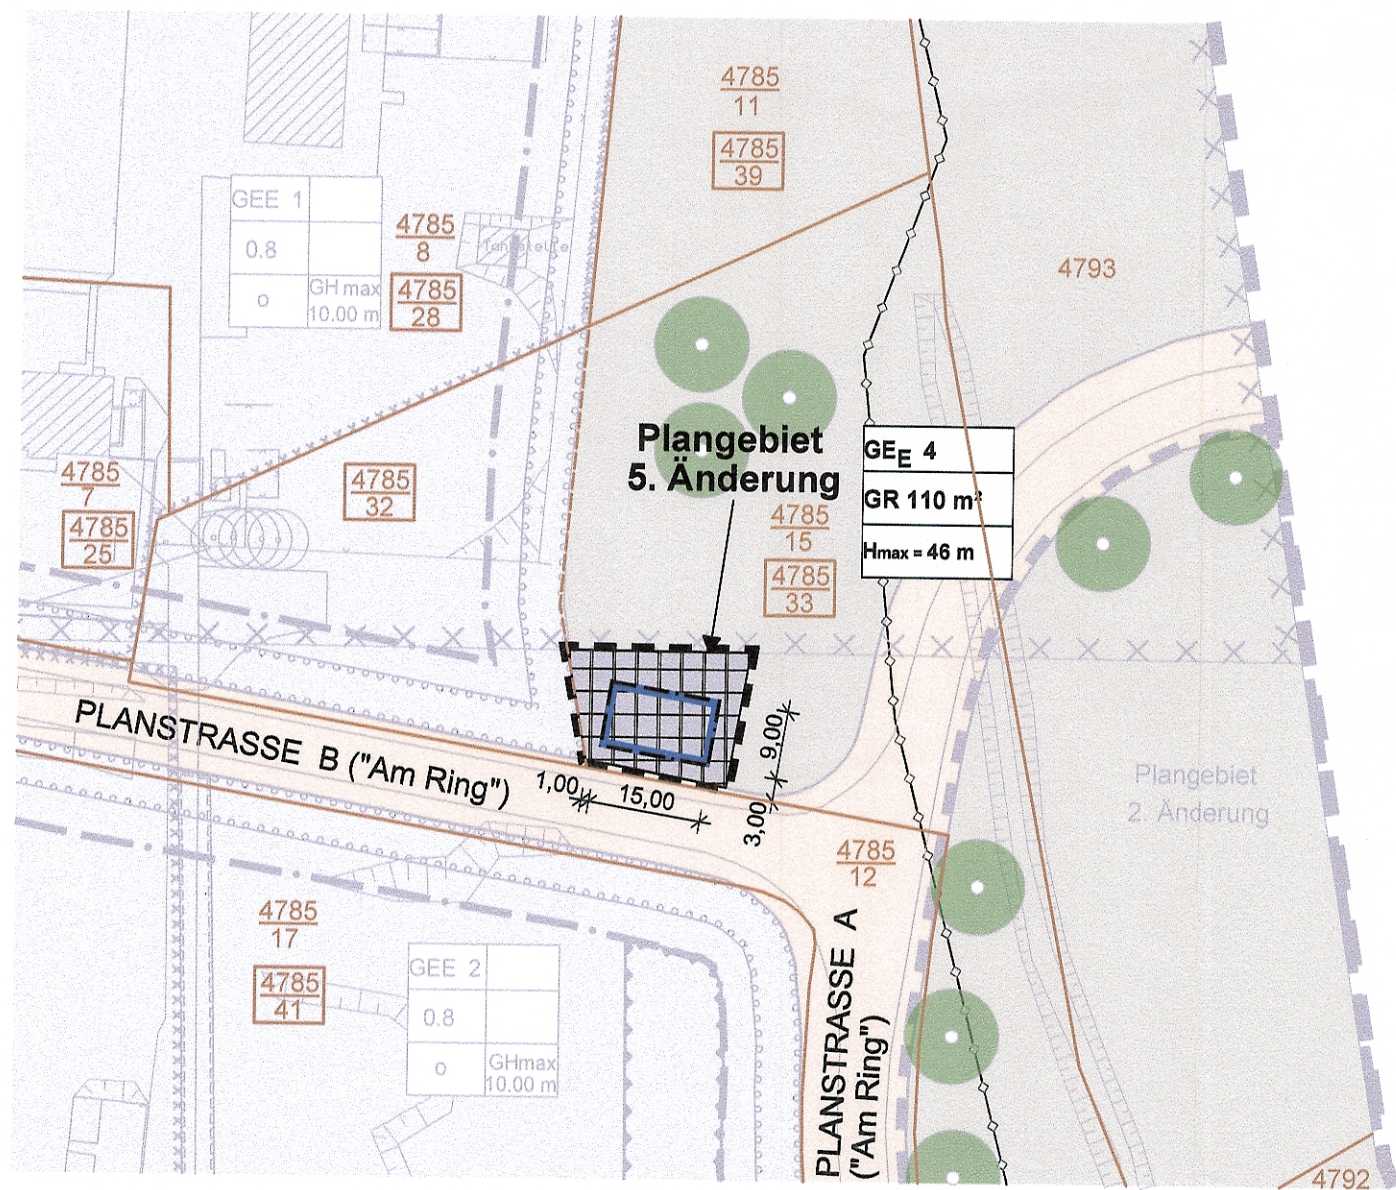 4785
11
4785
39
4793
GEE 1
0.8
o
GH max
10.00 m
4785
8
4785
28
4785
7
4785
25
4785
32
Plangebiet
5. Änderung
4785
15
4785
33
GEE 4
GR 110 m²
Hmax = 46 m
PLANSTRASSE B ("Am Ring")
1,00
15,00
9,00
3,00
Plangebiet
2. Änderung
4785
12
4785
17
4785
41
GEE 2
0.8
o
GHmax
10.00 m
PLANSTRASSE A
("Am Ring")
4792